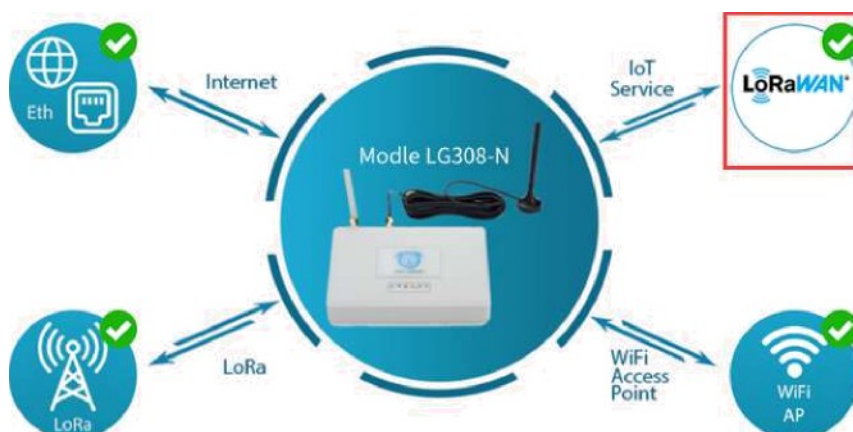 Eth
Internet
IoT
Service
LoRaWAN®
Modle LG308-N
LoRa
LoRa
WiFi
Access
Point
WiFi
AP